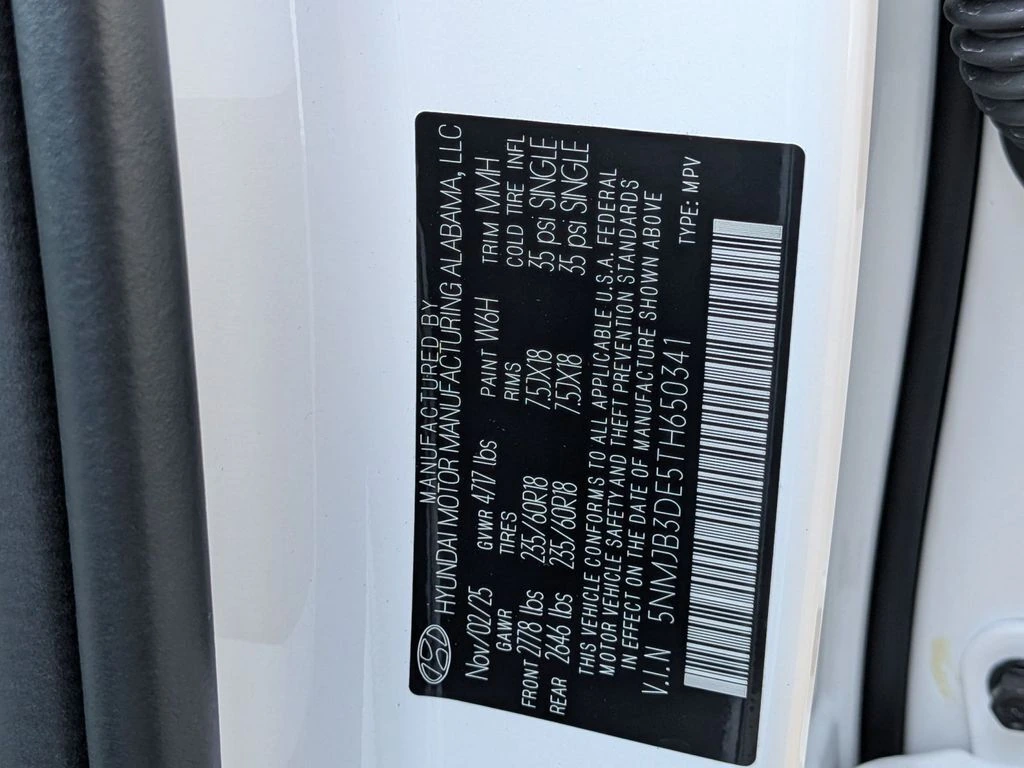 MANUFACTURED BY
HYUNDAI MOTOR MANUFACTURING ALABAMA, LLC
Nov/02/25 GVWR 4717 lbs PAINT W6H TRIM MMH
GAWR TIRES RIMS COLD TIRE INFL
FRONT 2778 lbs 235/60R18 7.5JX18 35 psi SINGLE
REAR 2646 lbs 235/60R18 7.5JX18 35 psi SINGLE
THIS VEHICLE CONFORMS TO ALL APPLICABLE U.S.A. FEDERAL
MOTOR VEHICLE SAFETY AND THEFT PREVENTION STANDARDS
IN EFFECT ON THE DATE OF MANUFACTURE SHOWN ABOVE
V.I.N 5NMJB3DE5TH650341 TYPE: MPV